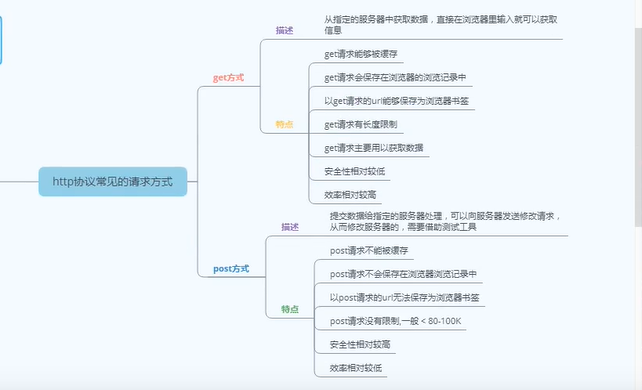 从指定的服务器中获取数据，直接在浏览器里输入就可以获取
信息
描述
get请求能够被缓存
get请求会保存在浏览器的浏览记录中
get方式
以get请求的url能够保存为浏览器书签
特点
get请求有长度限制
get请求主要用以获取数据
安全性相对较低
http协议常见的请求方式
效率相对较高
提交数据给指定的服务器处理，可以向服务器发送修改请求，
从而修改服务器的，需要借助测试工具
描述
post请求不能被缓存
post方式
post请求不会保存在浏览器浏览记录中
以post请求的url无法保存为浏览器书签
特点
post请求没有限制,一般 < 80-100K
安全性相对较高
效率相对较低